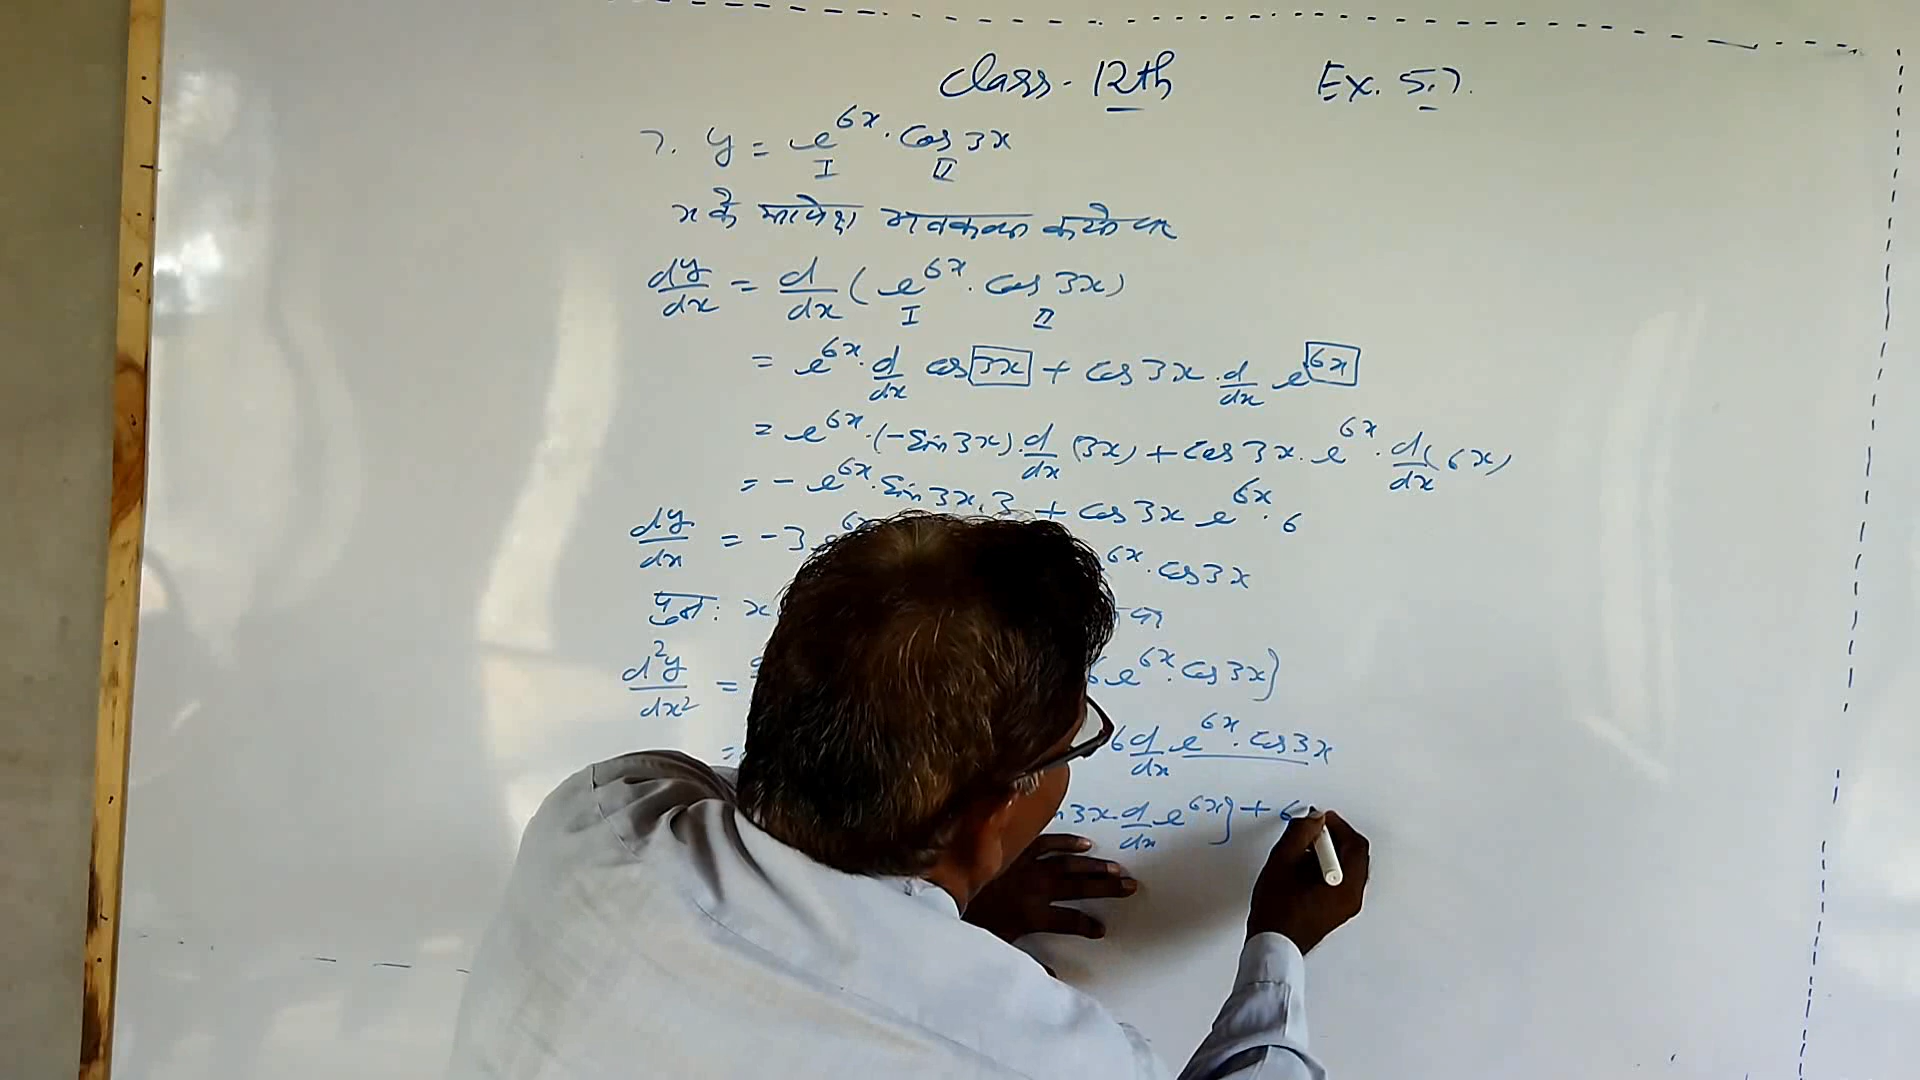 Class - 12th Ex. 5.7.
7. y = e^6x . cos 3x
I II
x के सापेक्ष अवकलन करने पर
dy/dx = d/dx ( e^6x . cos 3x )
I II
= e^6x . d/dx cos 3x + cos 3x . d/dx e^6x
= e^6x . (- sin 3x) . d/dx (3x) + cos 3x . e^6x . d/dx ( 6x )
= - e^6x . sin 3x . 3 + cos 3x e^6x . 6
dy/dx = -3 e^6x . cos 3x
पुनः x पर
d²y/dx² = 6 e^6x . cos 3x }
= 6 d/dx e^6x . cos 3x
3x . d/dx e^6x } + 6